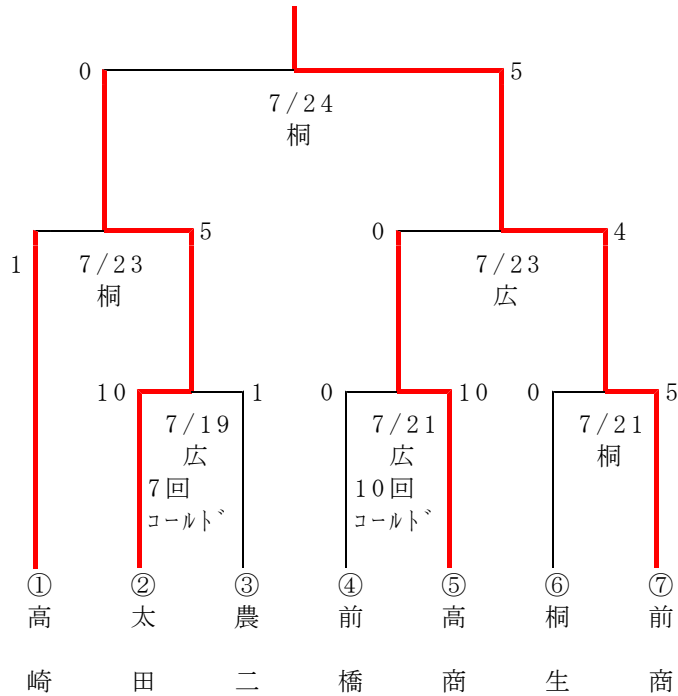 0 5
7/24
桐
5 0 4
1 7/23 7/23
桐 広
10 1 0 10 0 5
7/19 7/21 7/21
広 広 桐
7回 10回
コールド コールド
① ② ③ ④ ⑤ ⑥ ⑦
高 太 農 前 高 桐 前
崎 田 二 橋 商 生 商